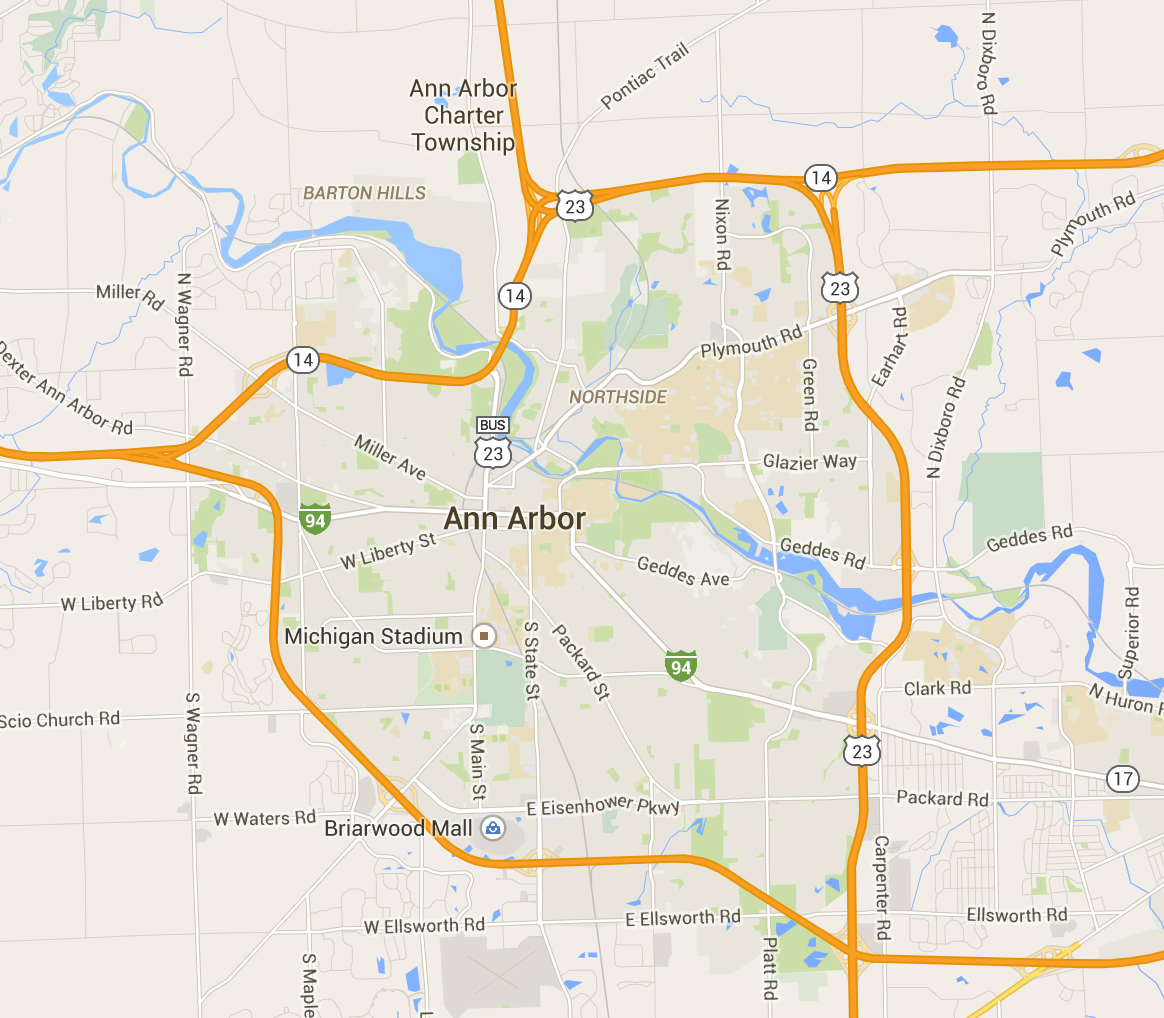 N Dixboro Rd
Pontiac Trail
Ann Arbor
Charter
Township
14
BARTON HILLS
23
Nixon Rd
Plymouth Rd
N Wagner Rd
Miller Rd
14
23
Earhart Rd
Plymouth Rd
14
Dexter Ann Arbor Rd
Green Rd
N Dixboro Rd
NORTHSIDE
BUS
23
Miller Ave
Glazier Way
94
Ann Arbor
W Liberty St
Geddes Rd
Geddes Rd
Geddes Ave
W Liberty Rd
Superior Rd
Michigan Stadium
S State St
Packard St
94
Clark Rd
N Huron R
Scio Church Rd
S Wagner Rd
S Main St
23
17
E Eisenhower Pkwy
Packard Rd
W Waters Rd
Briarwood Mall
Carpenter Rd
W Ellsworth Rd
E Ellsworth Rd
Ellsworth Rd
S Maple
Platt Rd